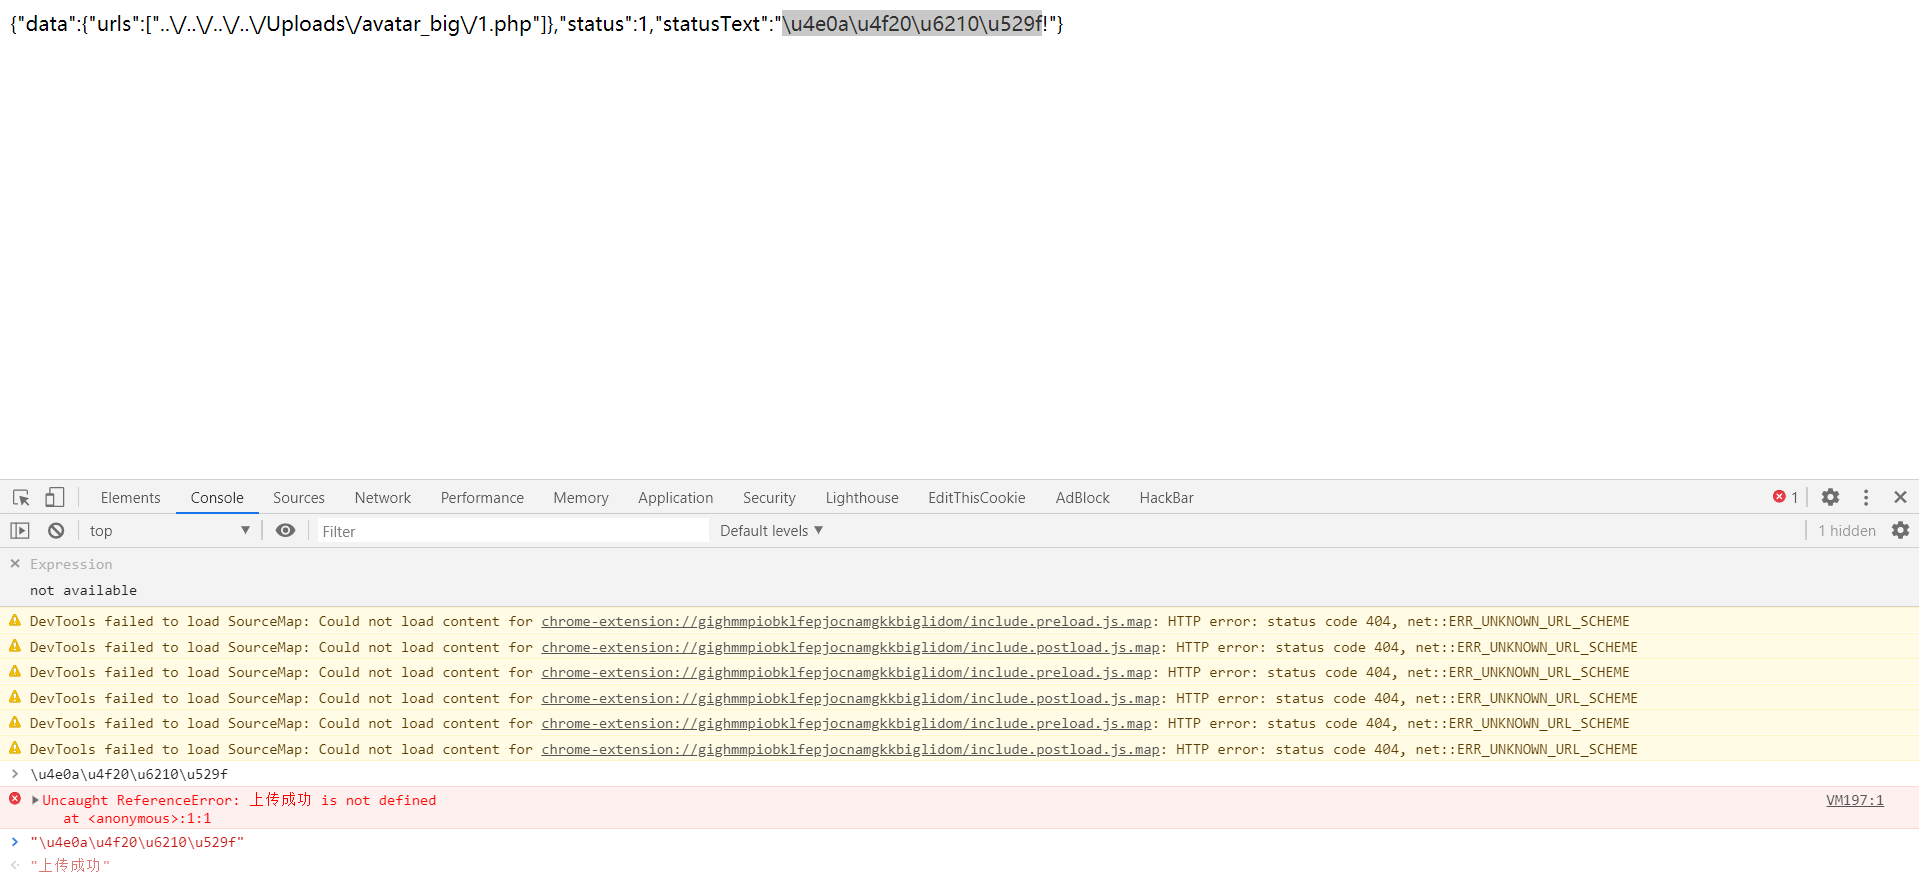 {"data":{"urls":["..\/..\/..\/..\/Uploads\/avatar_big\/1.php"]},"status":1,"statusText":"\u4e0a\u4f20\u6210\u529f!"}
Elements Console Sources Network Performance Memory Application Security Lighthouse EditThisCookie AdBlock HackBar 1
top Filter Default levels 1 hidden
Expression
not available
DevTools failed to load SourceMap: Could not load content for chrome-extension://gighmmpiobklfepjocnamgkkbiglidom/include.preload.js.map: HTTP error: status code 404, net::ERR_UNKNOWN_URL_SCHEME
DevTools failed to load SourceMap: Could not load content for chrome-extension://gighmmpiobklfepjocnamgkkbiglidom/include.postload.js.map: HTTP error: status code 404, net::ERR_UNKNOWN_URL_SCHEME
DevTools failed to load SourceMap: Could not load content for chrome-extension://gighmmpiobklfepjocnamgkkbiglidom/include.preload.js.map: HTTP error: status code 404, net::ERR_UNKNOWN_URL_SCHEME
DevTools failed to load SourceMap: Could not load content for chrome-extension://gighmmpiobklfepjocnamgkkbiglidom/include.postload.js.map: HTTP error: status code 404, net::ERR_UNKNOWN_URL_SCHEME
DevTools failed to load SourceMap: Could not load content for chrome-extension://gighmmpiobklfepjocnamgkkbiglidom/include.preload.js.map: HTTP error: status code 404, net::ERR_UNKNOWN_URL_SCHEME
DevTools failed to load SourceMap: Could not load content for chrome-extension://gighmmpiobklfepjocnamgkkbiglidom/include.postload.js.map: HTTP error: status code 404, net::ERR_UNKNOWN_URL_SCHEME
\u4e0a\u4f20\u6210\u529f
Uncaught ReferenceError: 上传成功 is not defined VM197:1
at <anonymous>:1:1
"\u4e0a\u4f20\u6210\u529f"
"上传成功"